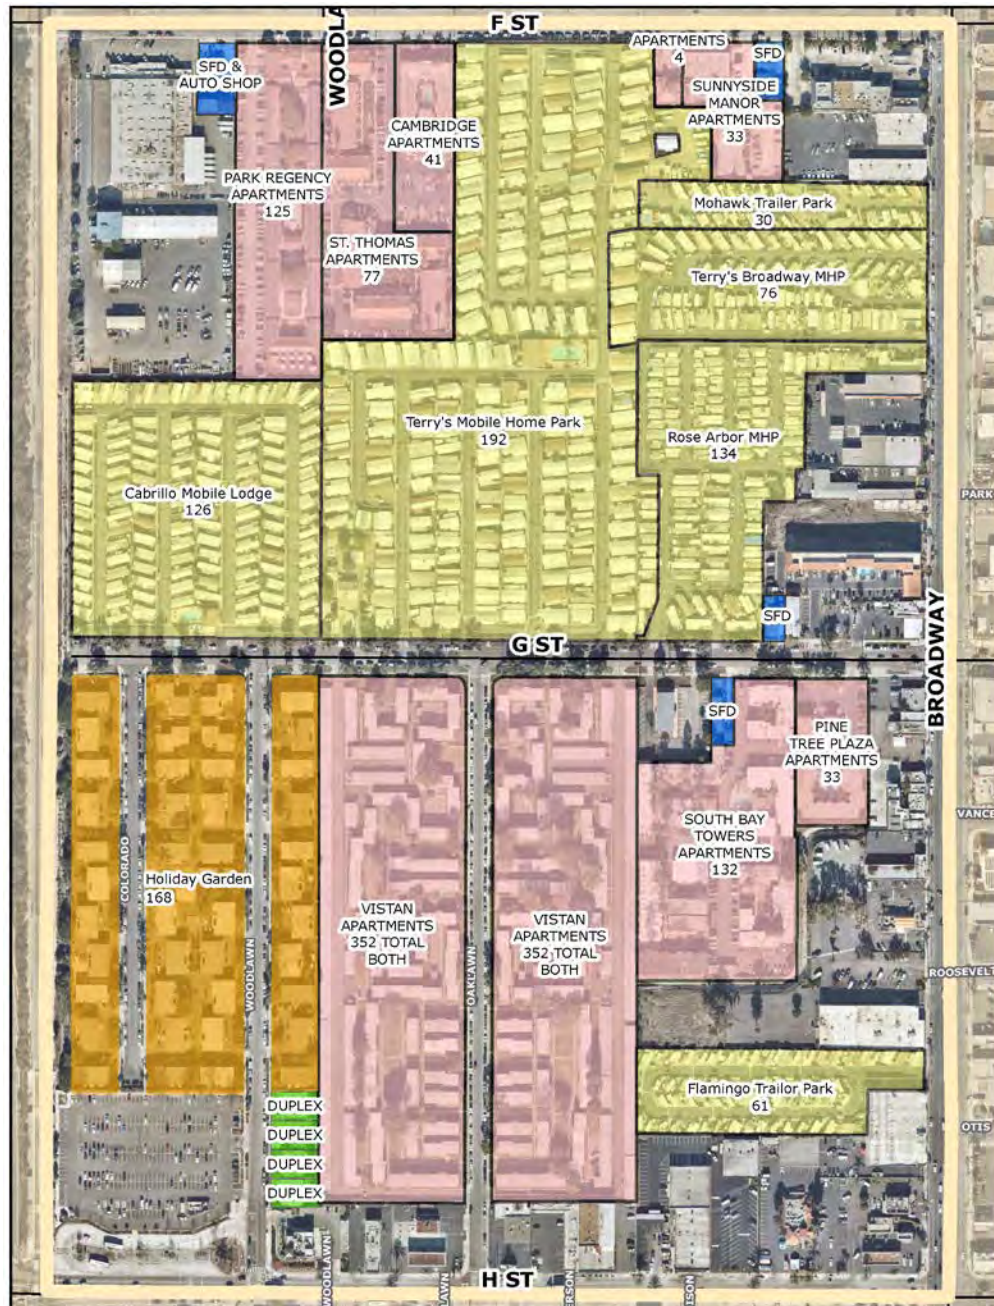 F ST
WOODLA
SFD &
AUTO SHOP
APARTMENTS
4
SFD
SUNNYSIDE
MANOR
APARTMENTS
33
CAMBRIDGE
APARTMENTS
41
PARK REGENCY
APARTMENTS
125
ST. THOMAS
APARTMENTS
77
Mohawk Trailer Park
30
Terry's Broadway MHP
76
Terry's Mobile Home Park
192
Rose Arbor MHP
134
Cabrillo Mobile Lodge
126
PARK
SFD
G ST
BROADWAY
SFD
PINE
TREE PLAZA
APARTMENTS
33
SOUTH BAY
TOWERS
APARTMENTS
132
VANCE
COLORADO
Holiday Garden
168
WOODLAWN
VISTAN
APARTMENTS
352 TOTAL
BOTH
OAKLAWN
VISTAN
APARTMENTS
352 TOTAL
BOTH
ROOSEVELT
Flamingo Trailor Park
61
OTIS
DUPLEX
DUPLEX
DUPLEX
DUPLEX
WOODLAWN
LAWN
H ST
ERSON
ISON